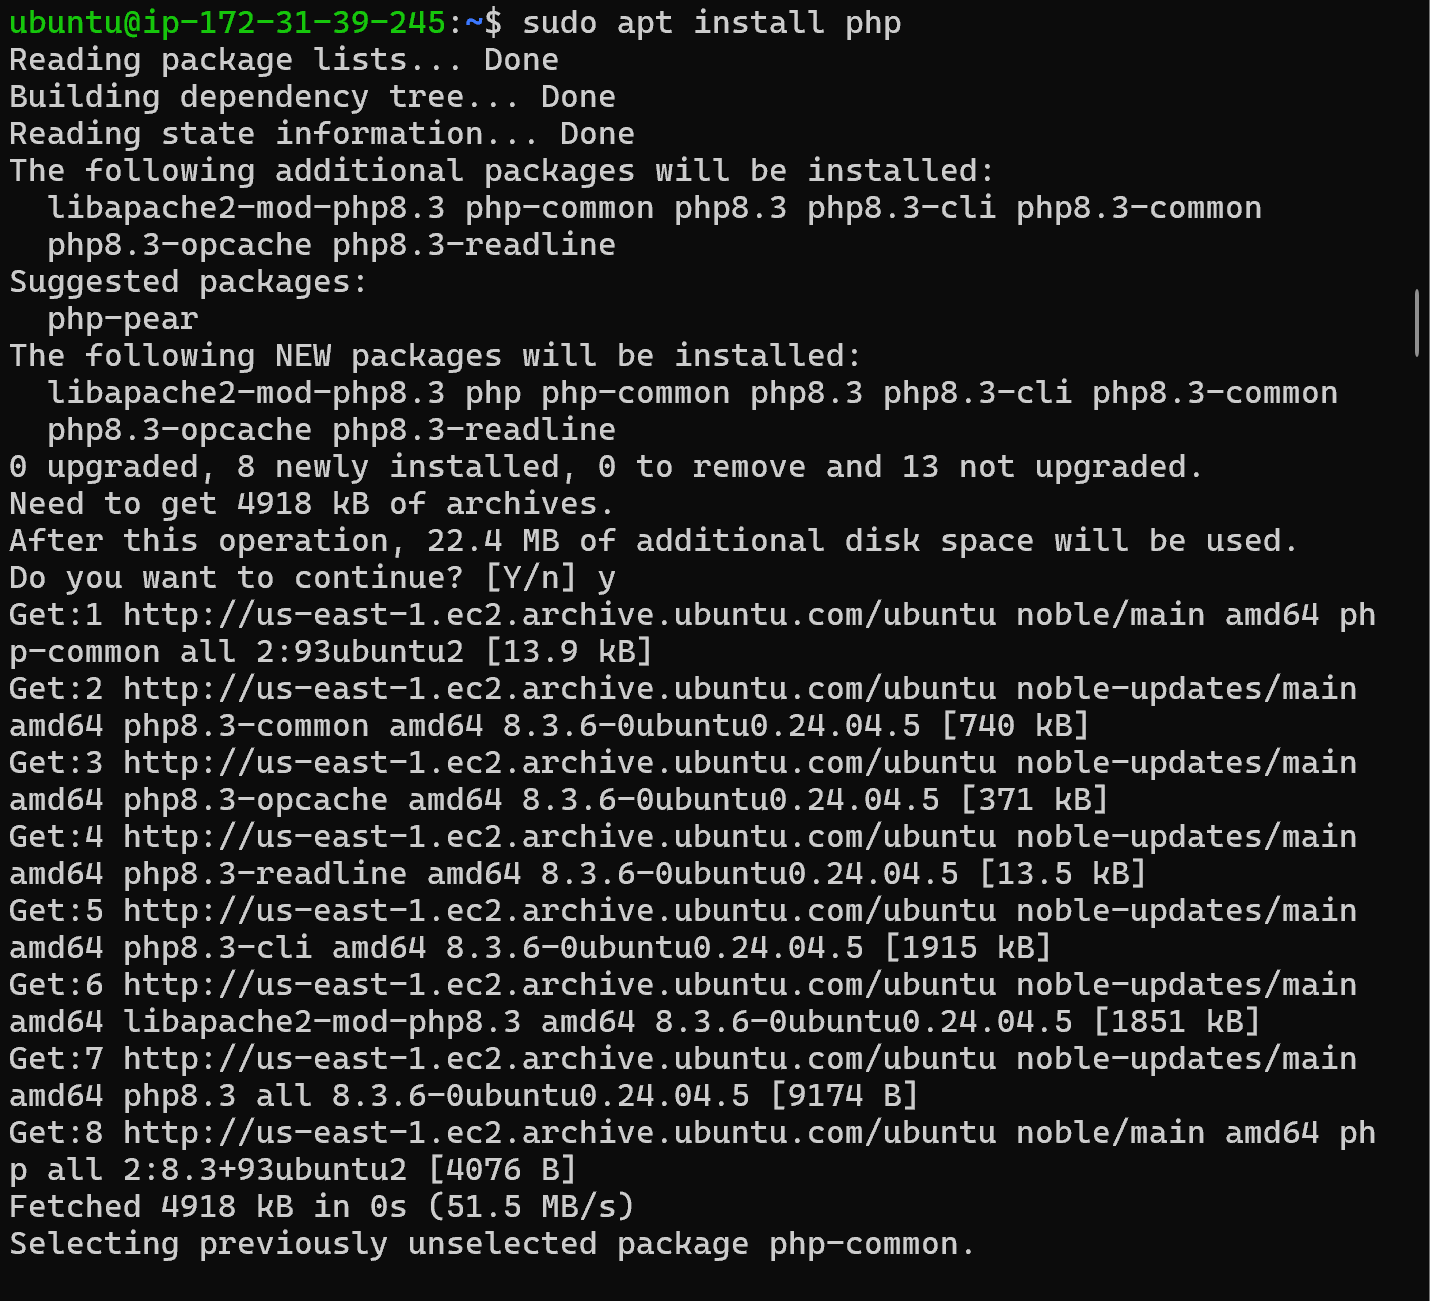 ubuntu@ip-172-31-39-245:~$ sudo apt install php
Reading package lists... Done
Building dependency tree... Done
Reading state information... Done
The following additional packages will be installed:
  libapache2-mod-php8.3 php-common php8.3 php8.3-cli php8.3-common
  php8.3-opcache php8.3-readline
Suggested packages:
  php-pear
The following NEW packages will be installed:
  libapache2-mod-php8.3 php php-common php8.3 php8.3-cli php8.3-common
  php8.3-opcache php8.3-readline
0 upgraded, 8 newly installed, 0 to remove and 13 not upgraded.
Need to get 4918 kB of archives.
After this operation, 22.4 MB of additional disk space will be used.
Do you want to continue? [Y/n] y
Get:1 http://us-east-1.ec2.archive.ubuntu.com/ubuntu noble/main amd64 ph
p-common all 2:93ubuntu2 [13.9 kB]
Get:2 http://us-east-1.ec2.archive.ubuntu.com/ubuntu noble-updates/main
amd64 php8.3-common amd64 8.3.6-0ubuntu0.24.04.5 [740 kB]
Get:3 http://us-east-1.ec2.archive.ubuntu.com/ubuntu noble-updates/main
amd64 php8.3-opcache amd64 8.3.6-0ubuntu0.24.04.5 [371 kB]
Get:4 http://us-east-1.ec2.archive.ubuntu.com/ubuntu noble-updates/main
amd64 php8.3-readline amd64 8.3.6-0ubuntu0.24.04.5 [13.5 kB]
Get:5 http://us-east-1.ec2.archive.ubuntu.com/ubuntu noble-updates/main
amd64 php8.3-cli amd64 8.3.6-0ubuntu0.24.04.5 [1915 kB]
Get:6 http://us-east-1.ec2.archive.ubuntu.com/ubuntu noble-updates/main
amd64 libapache2-mod-php8.3 amd64 8.3.6-0ubuntu0.24.04.5 [1851 kB]
Get:7 http://us-east-1.ec2.archive.ubuntu.com/ubuntu noble-updates/main
amd64 php8.3 all 8.3.6-0ubuntu0.24.04.5 [9174 B]
Get:8 http://us-east-1.ec2.archive.ubuntu.com/ubuntu noble/main amd64 ph
p all 2:8.3+93ubuntu2 [4076 B]
Fetched 4918 kB in 0s (51.5 MB/s)
Selecting previously unselected package php-common.